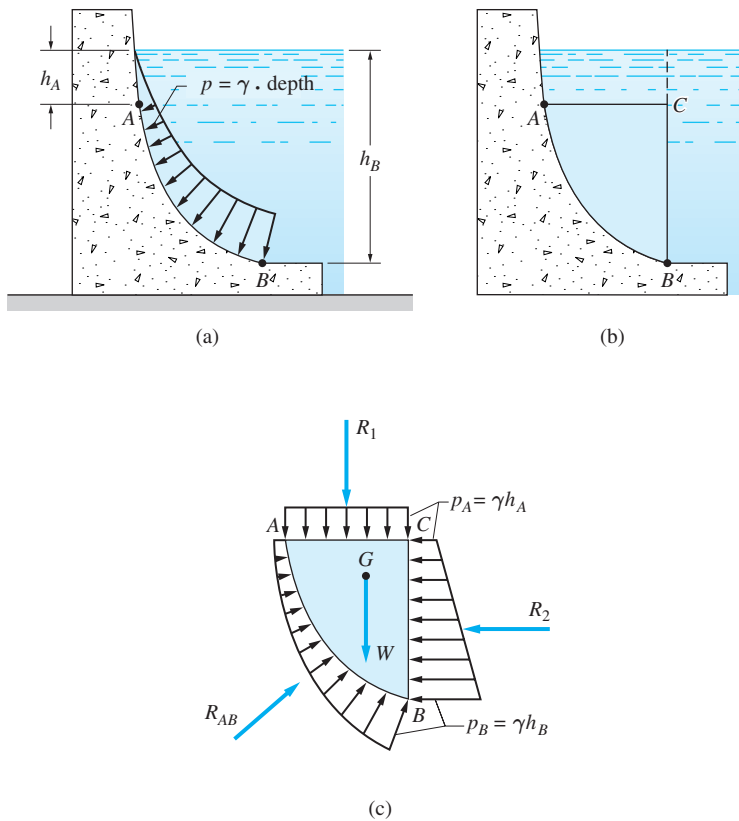 h_A
p = γ · depth
A
h_B
B
(a)
A
C
B
(b)
R_1
p_A = γh_A
A
C
G
R_2
W
R_AB
B
p_B = γh_B
(c)